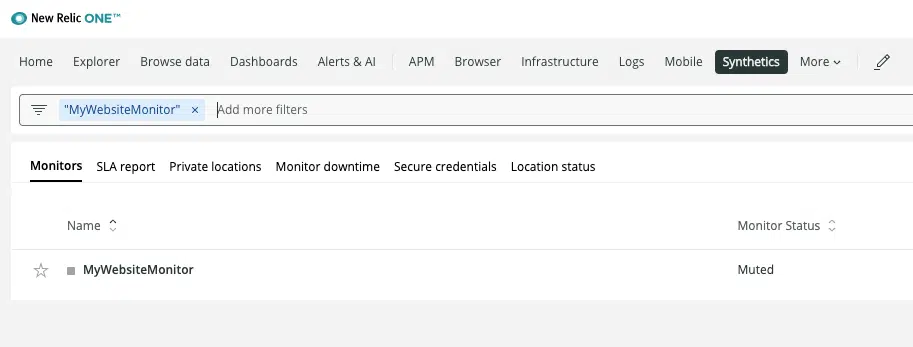 New Relic ONE™
Home Explorer Browse data Dashboards Alerts & AI APM Browser Infrastructure Logs Mobile Synthetics More
"MyWebsiteMonitor" × Add more filters
Monitors SLA report Private locations Monitor downtime Secure credentials Location status
Name Monitor Status
MyWebsiteMonitor Muted